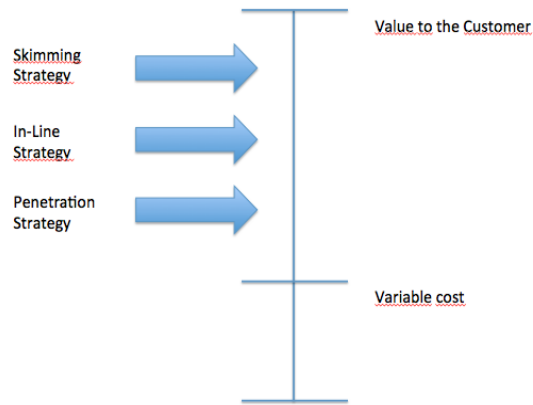 Value to the Customer
Skimming
Strategy
In-Line
Strategy
Penetration
Strategy
Variable cost